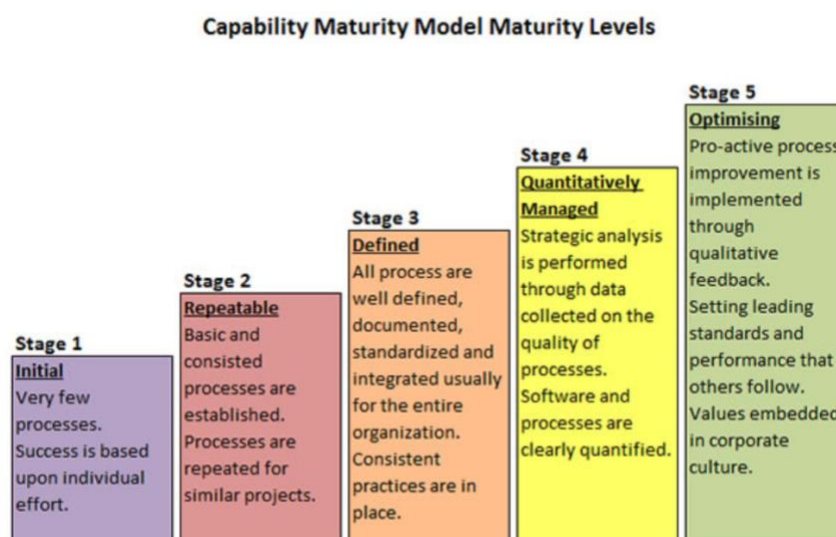 Capability Maturity Model Maturity Levels
Stage 1
Initial
Very few
processes.
Success is based
upon individual
effort.
Stage 2
Repeatable
Basic and
consisted
processes are
established.
Processes are
repeated for
similar projects.
Stage 3
Defined
All process are
well defined,
documented,
standardized and
integrated usually
for the entire
organization.
Consistent
practices are in
place.
Stage 4
Quantitatively
Managed
Strategic analysis
is performed
through data
collected on the
quality of
processes.
Software and
processes are
clearly quantified.
Stage 5
Optimising
Pro-active process
improvement is
implemented
through
qualitative
feedback.
Setting leading
standards and
performance that
others follow.
Values embedded
in corporate
culture.